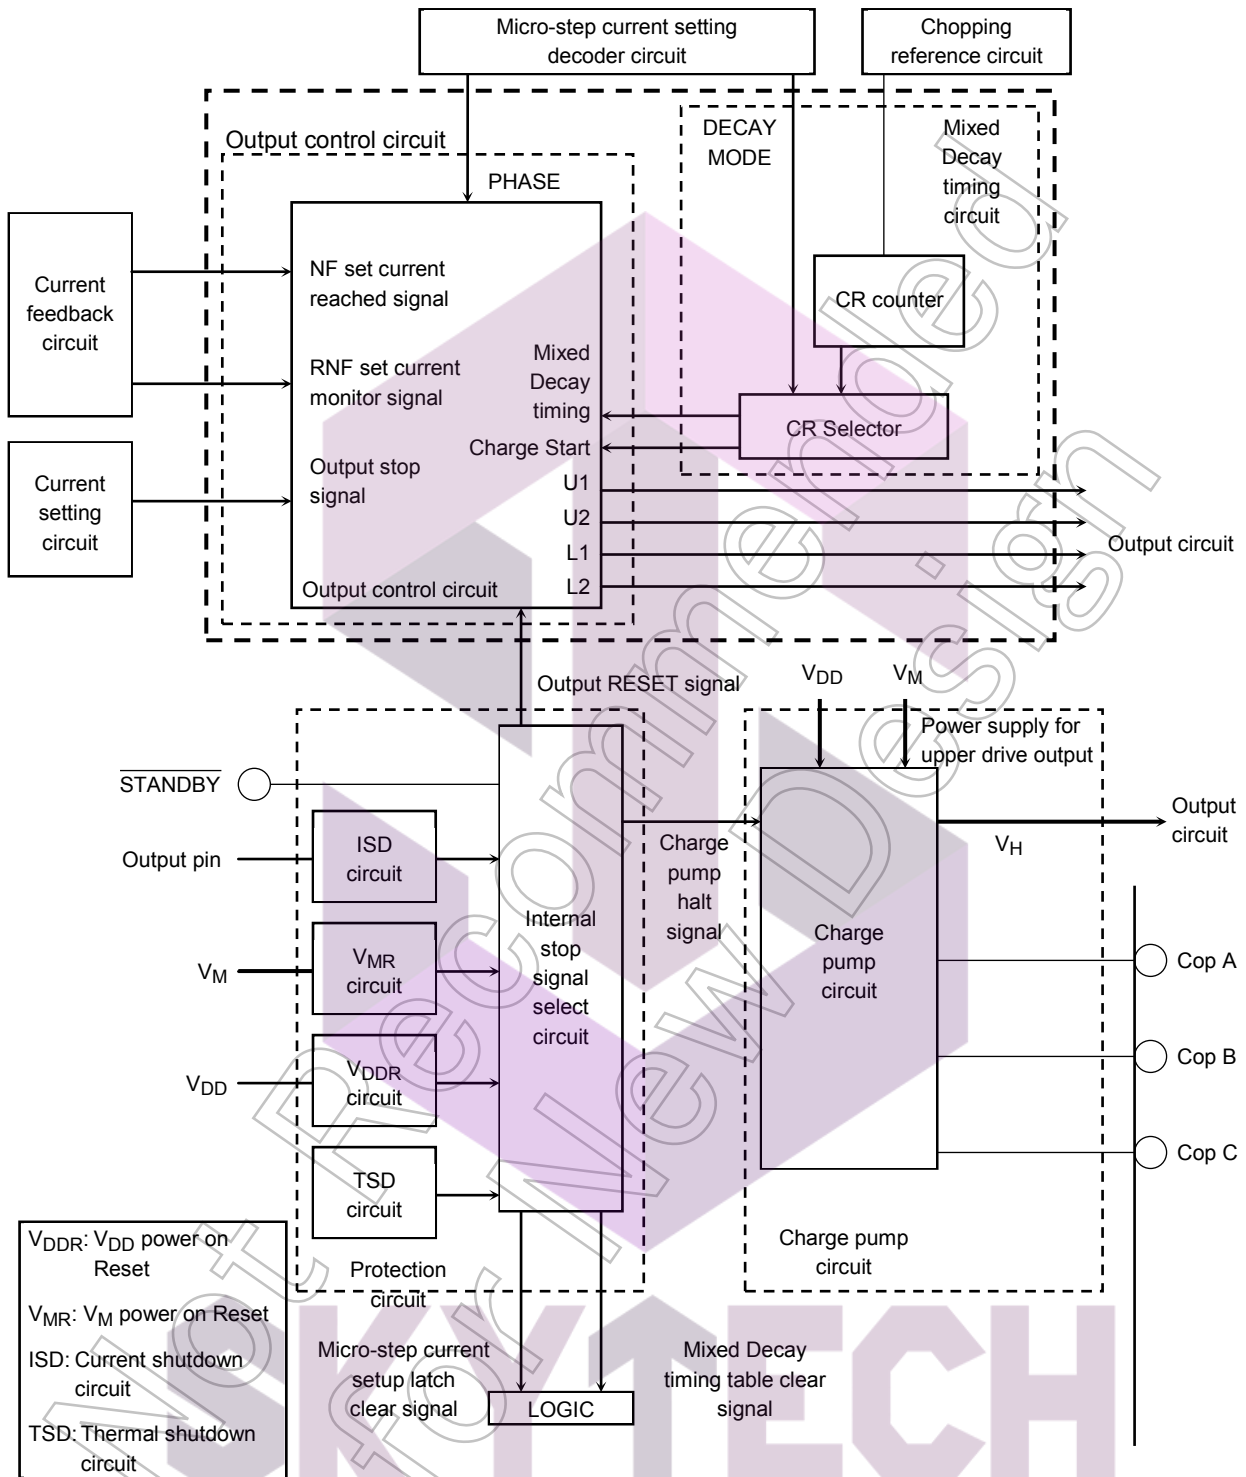 Micro-step current setting
decoder circuit
Chopping
reference circuit
Output control circuit
DECAY
MODE
Mixed
Decay
timing
circuit
PHASE
Current
feedback
circuit
NF set current
reached signal
RNF set current
monitor signal
Mixed
Decay
timing
CR counter
CR Selector
Charge Start
Current
setting
circuit
Output stop
signal
U1
U2
L1
L2
Output circuit
Output control circuit
Output RESET signal
VDD
VM
Power supply for
upper drive output
STANDBY
Output pin
ISD
circuit
VM
VMR
circuit
VDD
VDDR
circuit
TSD
circuit
Internal
stop
signal
select
circuit
Charge
pump
halt
signal
Charge
pump
circuit
VH
Output
circuit
Cop A
Cop B
Cop C
Protection
circuit
Charge pump
circuit
VDDR: VDD power on
Reset
VMR: VM power on Reset
ISD: Current shutdown
circuit
TSD: Thermal shutdown
circuit
Micro-step current
setup latch
clear signal
LOGIC
Mixed Decay
timing table clear
signal
Not Recommended
for New Design
SKYTECH